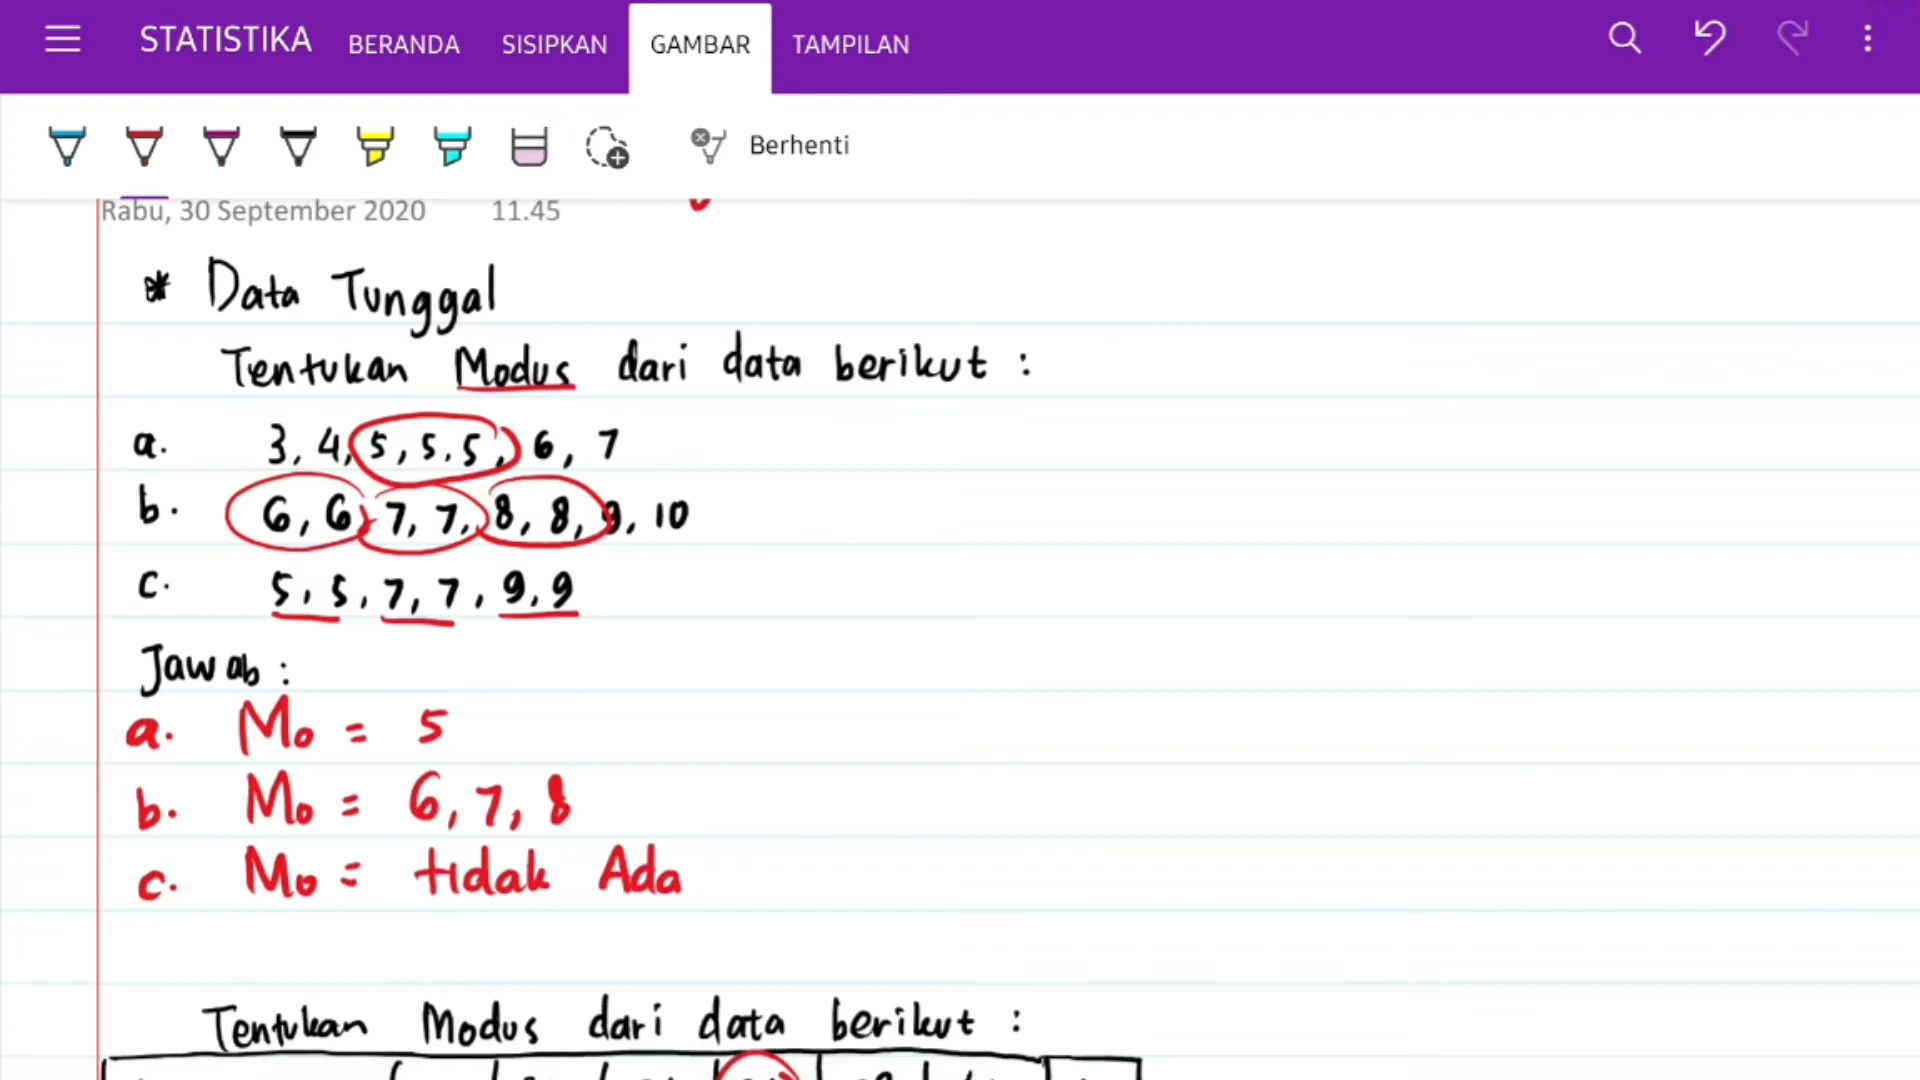 STATISTIKA BERANDA SISIPKAN GAMBAR TAMPILAN
Berhenti
Rabu, 30 September 2020 11.45
* Data Tunggal
Tentukan Modus dari data berikut :
a. 3, 4, 5, 5, 5, 6, 7
b. 6, 6, 7, 7, 8, 8, 9, 10
c. 5, 5, 7, 7, 9, 9
Jawab :
a. Mo = 5
b. Mo = 6, 7, 8
c. Mo = tidak Ada
Tentukan Modus dari data berikut :